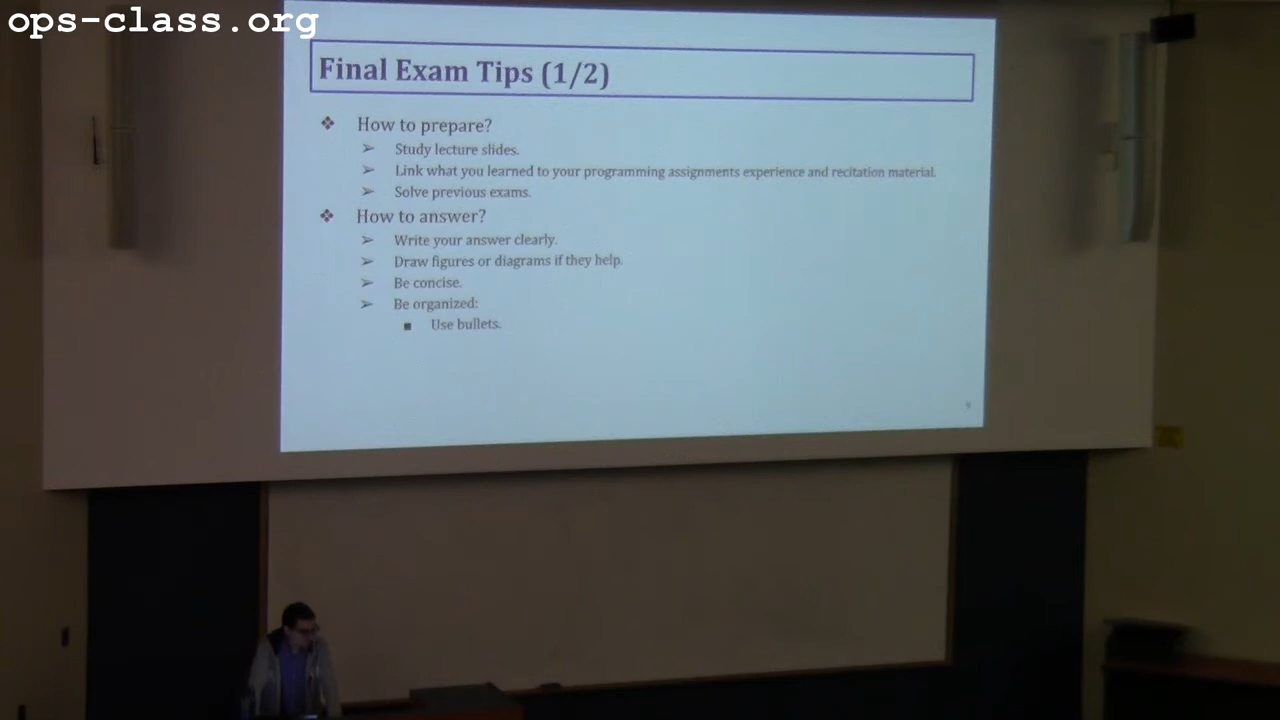 ops-class.org
Final Exam Tips (1/2)
❖ How to prepare?
➢ Study lecture slides.
➢ Link what you learned to your programming assignments experience and recitation material.
➢ Solve previous exams.
❖ How to answer?
➢ Write your answer clearly.
➢ Draw figures or diagrams if they help.
➢ Be concise.
➢ Be organized:
■ Use bullets.